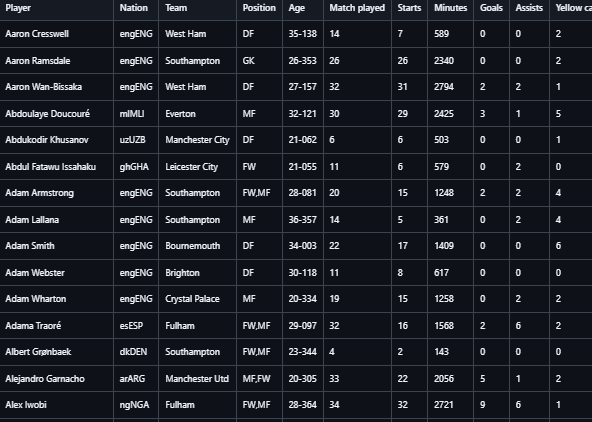 Player Nation Team Position Age Match played Starts Minutes Goals Assists Yellow ca
Aaron Cresswell engENG West Ham DF 35-138 14 7 589 0 0 2
Aaron Ramsdale engENG Southampton GK 26-353 26 26 2340 0 0 2
Aaron Wan-Bissaka engENG West Ham DF 27-157 32 31 2794 2 2 1
Abdoulaye Doucouré mlMLI Everton MF 32-121 30 29 2425 3 1 5
Abdukodir Khusanov uzUZB Manchester City DF 21-062 6 6 503 0 0 1
Abdul Fatawu Issahaku ghGHA Leicester City FW 21-055 11 6 579 0 2 0
Adam Armstrong engENG Southampton FW,MF 28-081 20 15 1248 2 2 4
Adam Lallana engENG Southampton MF 36-357 14 5 361 0 2 4
Adam Smith engENG Bournemouth DF 34-003 22 17 1409 0 0 6
Adam Webster engENG Brighton DF 30-118 11 8 617 0 0 0
Adam Wharton engENG Crystal Palace MF 20-334 19 15 1258 0 2 2
Adama Traoré esESP Fulham FW,MF 29-097 32 16 1568 2 6 2
Albert Grønbaek dkDEN Southampton FW,MF 23-344 4 2 143 0 0 0
Alejandro Garnacho arARG Manchester Utd MF,FW 20-305 33 22 2056 5 1 2
Alex Iwobi ngNGA Fulham FW,MF 28-364 34 32 2721 9 6 1